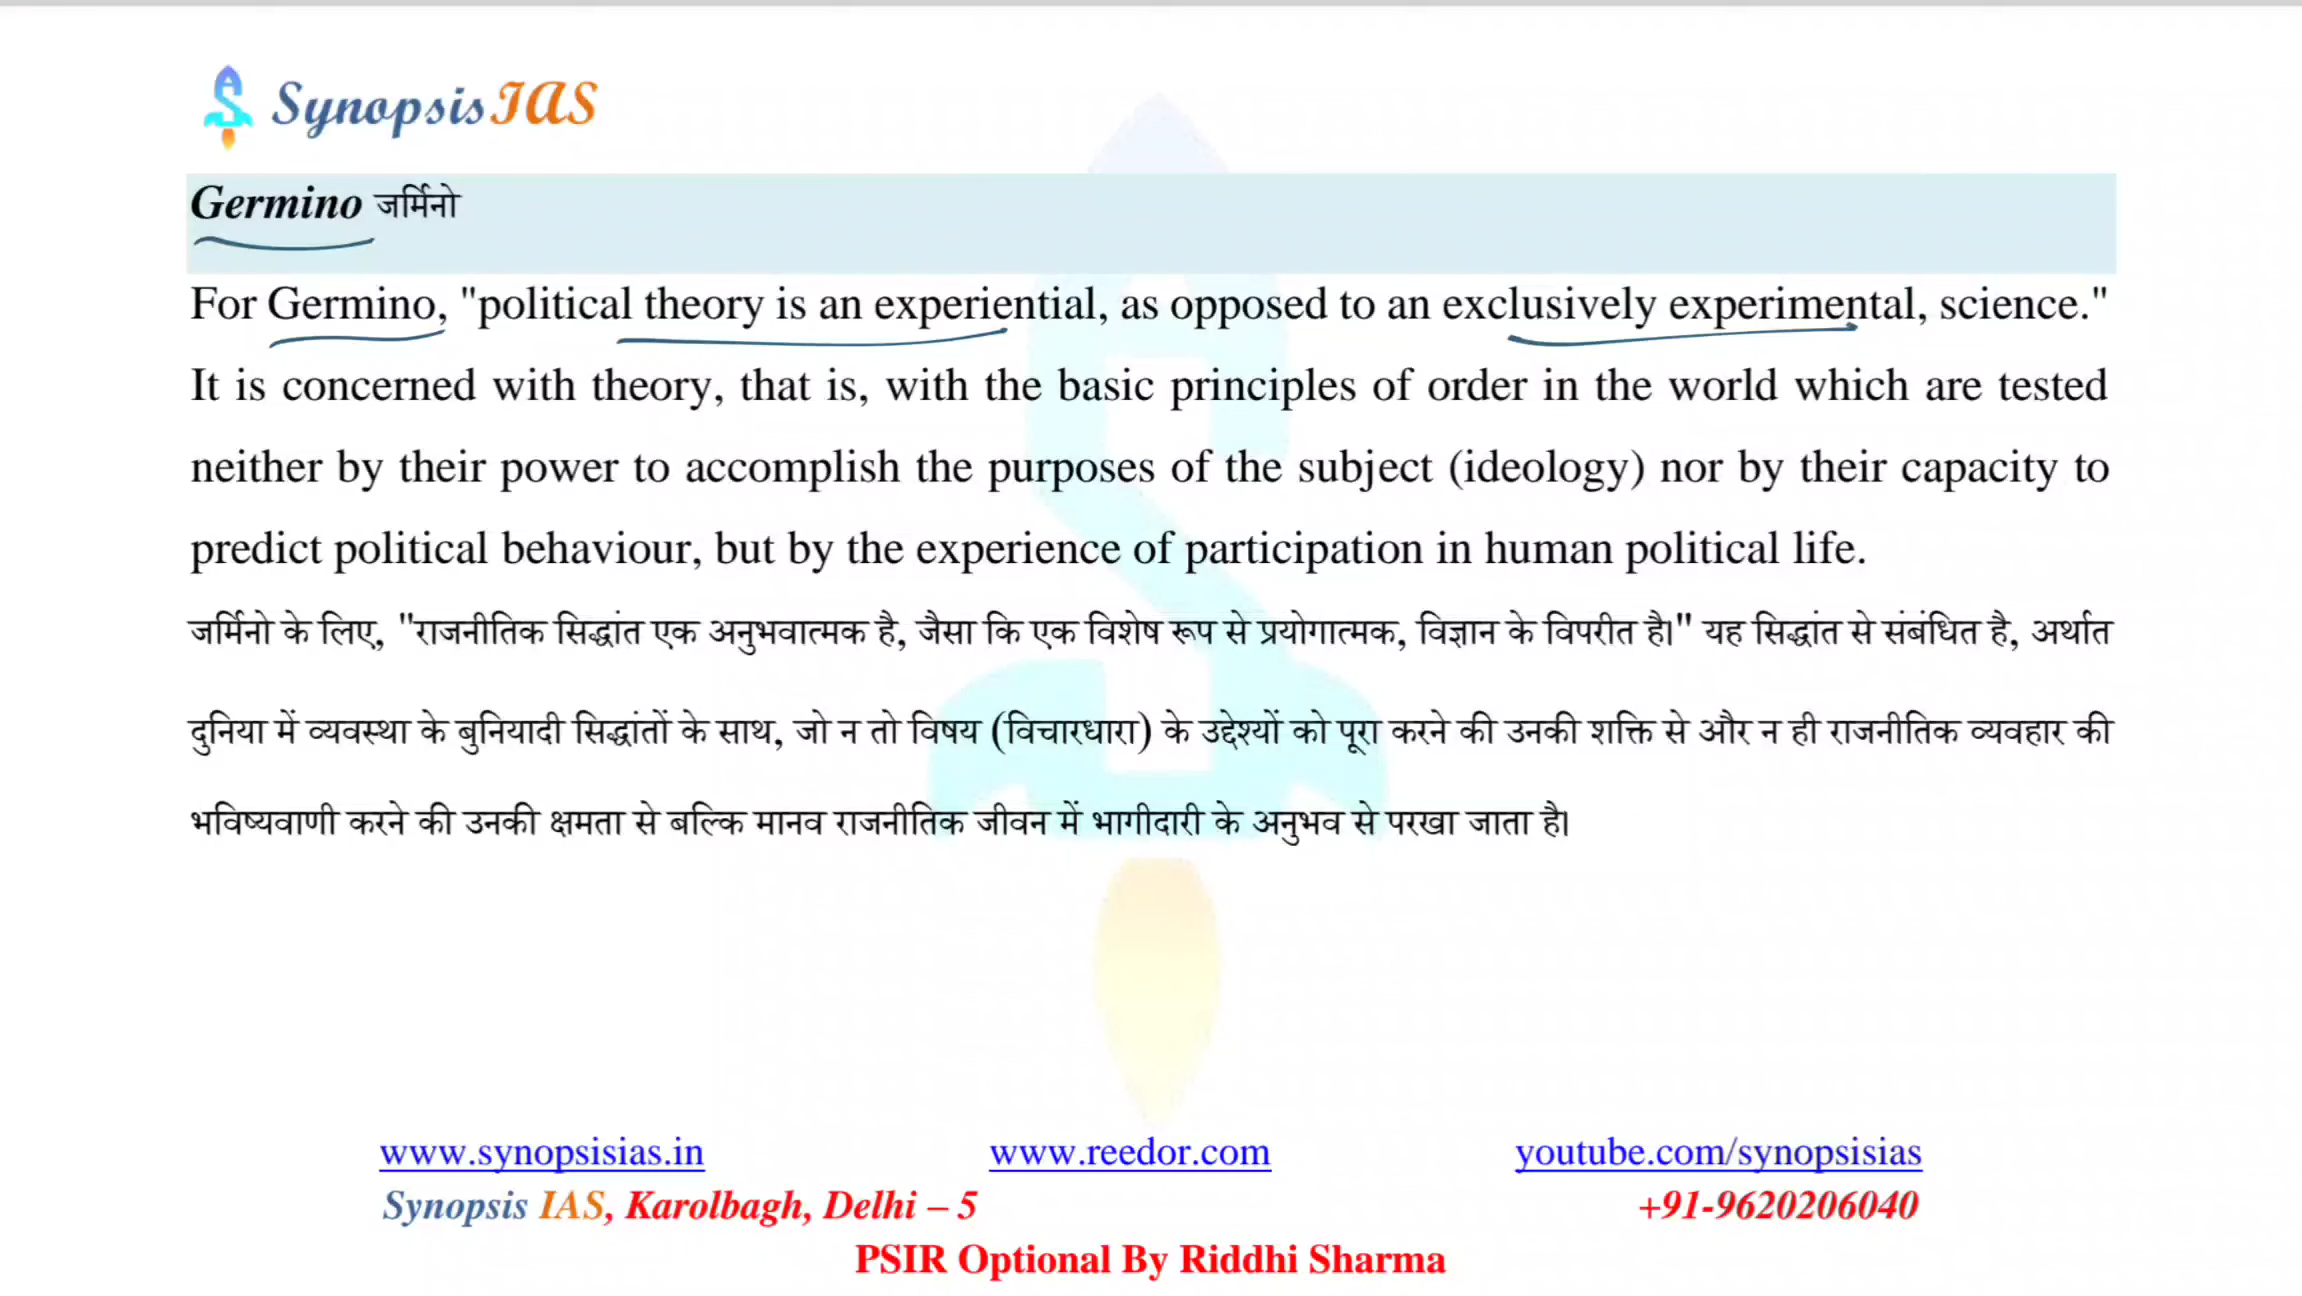 Synopsis IAS
Germino जर्मिनो
For Germino, "political theory is an experiential, as opposed to an exclusively experimental, science."
It is concerned with theory, that is, with the basic principles of order in the world which are tested
neither by their power to accomplish the purposes of the subject (ideology) nor by their capacity to
predict political behaviour, but by the experience of participation in human political life.
जर्मिनो के लिए, "राजनीतिक सिद्धांत एक अनुभवात्मक है, जैसा कि एक विशेष रूप से प्रयोगात्मक, विज्ञान के विपरीत है।" यह सिद्धांत से संबंधित है, अर्थात
दुनिया में व्यवस्था के बुनियादी सिद्धांतों के साथ, जो न तो विषय (विचारधारा) के उद्देश्यों को पूरा करने की उनकी शक्ति से और न ही राजनीतिक व्यवहार की
भविष्यवाणी करने की उनकी क्षमता से बल्कि मानव राजनीतिक जीवन में भागीदारी के अनुभव से परखा जाता है।
www.synopsisias.in www.reedor.com youtube.com/synopsisias
Synopsis IAS, Karolbagh, Delhi – 5 +91-9620206040
PSIR Optional By Riddhi Sharma